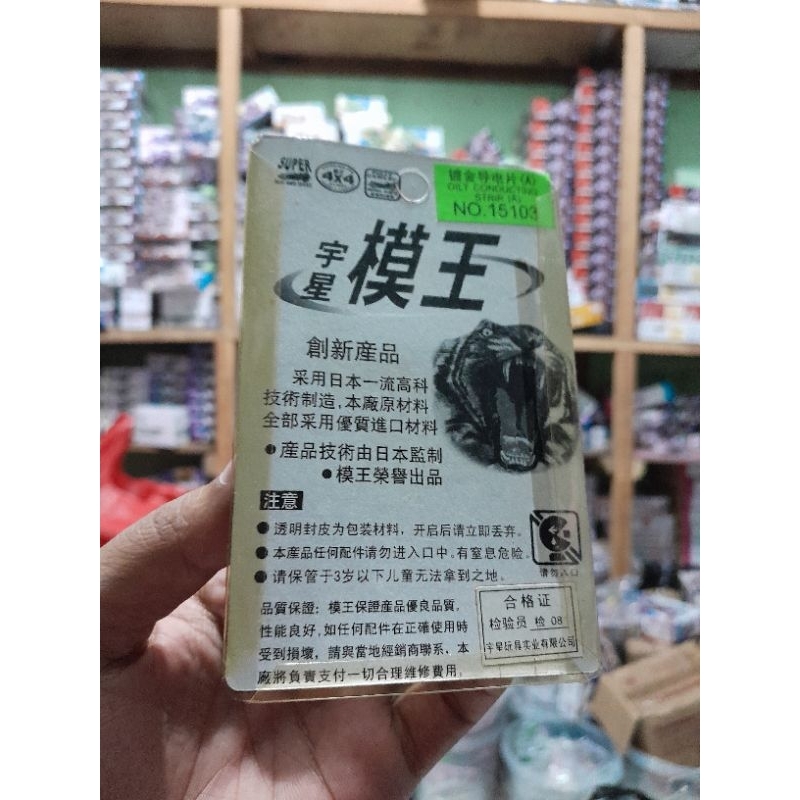 SUPER
4X4
镀金导电片(A)
GILT CONDUCTING
STRIP (A)
NO.15103
宇星 模王
創新産品
采用日本一流高科
技術制造,本廠原材料
全部采用優質進口材料
●産品技術由日本監制
●模王榮譽出品
注意
●透明封皮为包装材料，开启后请立即丢弃。
●本産品任何配件请勿进入口中。有窒息危险。
●请保管于3岁以下儿童无法拿到之地。
请勿入口
品質保證：模王保證産品優良品質，
性能良好,如任何配件在正確使用時
受到損壞，請與當地經銷商聯系，本
廠將負責支付一切合理維修費用。
合格证
检验员 检 08
宇星玩具实业有限公司